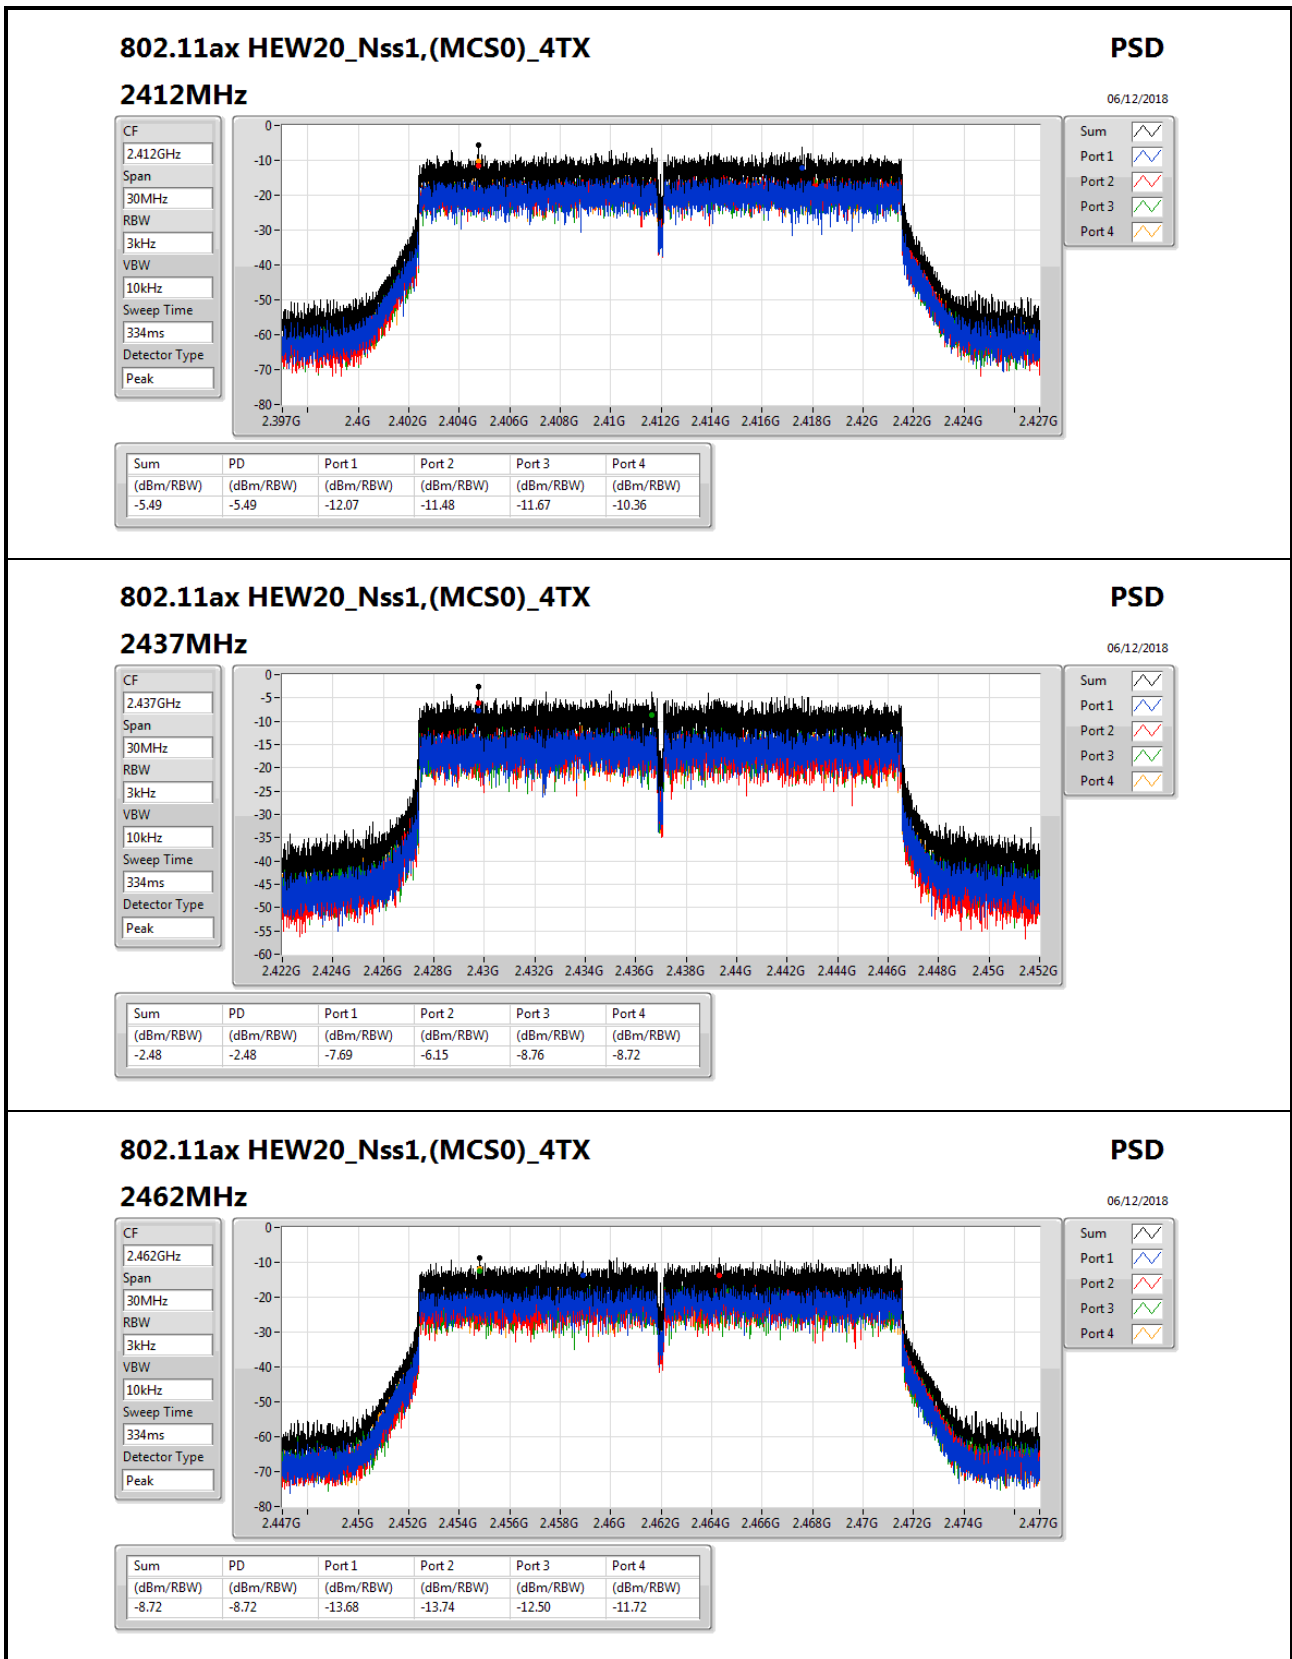 802.11ax HEW20_Nss1,(MCS0)_4TX PSD
2412MHz 06/12/2018
CF
2.412GHz
Span
30MHz
RBW
3kHz
VBW
10kHz
Sweep Time
334ms
Detector Type
Peak
0
-10
-20
-30
-40
-50
-60
-70
-80
2.397G 2.4G 2.402G 2.404G 2.406G 2.408G 2.41G 2.412G 2.414G 2.416G 2.418G 2.42G 2.422G 2.424G 2.427G
Sum
Port 1
Port 2
Port 3
Port 4
Sum PD Port 1 Port 2 Port 3 Port 4
(dBm/RBW) (dBm/RBW) (dBm/RBW) (dBm/RBW) (dBm/RBW) (dBm/RBW)
-5.49 -5.49 -12.07 -11.48 -11.67 -10.36
802.11ax HEW20_Nss1,(MCS0)_4TX PSD
2437MHz 06/12/2018
CF
2.437GHz
Span
30MHz
RBW
3kHz
VBW
10kHz
Sweep Time
334ms
Detector Type
Peak
0
-5
-10
-15
-20
-25
-30
-35
-40
-45
-50
-55
-60
2.422G 2.424G 2.426G 2.428G 2.43G 2.432G 2.434G 2.436G 2.438G 2.44G 2.442G 2.444G 2.446G 2.448G 2.45G 2.452G
Sum
Port 1
Port 2
Port 3
Port 4
Sum PD Port 1 Port 2 Port 3 Port 4
(dBm/RBW) (dBm/RBW) (dBm/RBW) (dBm/RBW) (dBm/RBW) (dBm/RBW)
-2.48 -2.48 -7.69 -6.15 -8.76 -8.72
802.11ax HEW20_Nss1,(MCS0)_4TX PSD
2462MHz 06/12/2018
CF
2.462GHz
Span
30MHz
RBW
3kHz
VBW
10kHz
Sweep Time
334ms
Detector Type
Peak
0
-10
-20
-30
-40
-50
-60
-70
-80
2.447G 2.45G 2.452G 2.454G 2.456G 2.458G 2.46G 2.462G 2.464G 2.466G 2.468G 2.47G 2.472G 2.474G 2.477G
Sum
Port 1
Port 2
Port 3
Port 4
Sum PD Port 1 Port 2 Port 3 Port 4
(dBm/RBW) (dBm/RBW) (dBm/RBW) (dBm/RBW) (dBm/RBW) (dBm/RBW)
-8.72 -8.72 -13.68 -13.74 -12.50 -11.72